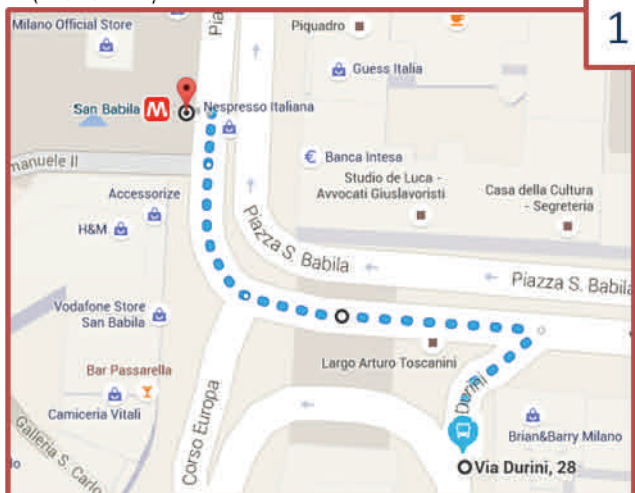 1
Milano Official Store
Piquadro
Guess Italia
San Babila
M
Nespresso Italiana
Banca Intesa
Studio de Luca -
Avvocati Giuslavoristi
Casa della Cultura
- Segreteria
Accessorize
H&M
Piazza S. Babila
Piazza S. Babila
Vodafone Store
San Babila
Largo Arturo Toscanini
Bar Passarella
Durini
Camiceria Vitali
Corso Europa
Brian&Barry Milano
Galleria S. Carlo
Via Durini, 28